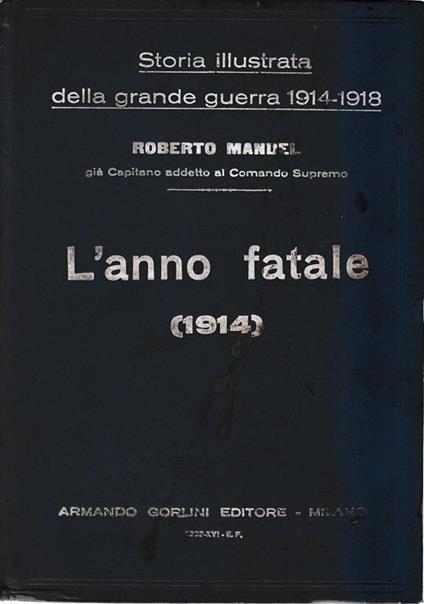 Storia illustrata
della grande guerra 1914-1918
ROBERTO MANDEL
già Capitano addetto al Comando Supremo
L'anno fatale
(1914)
ARMANDO GORLINI EDITORE - MILANO
XVI - E. F.